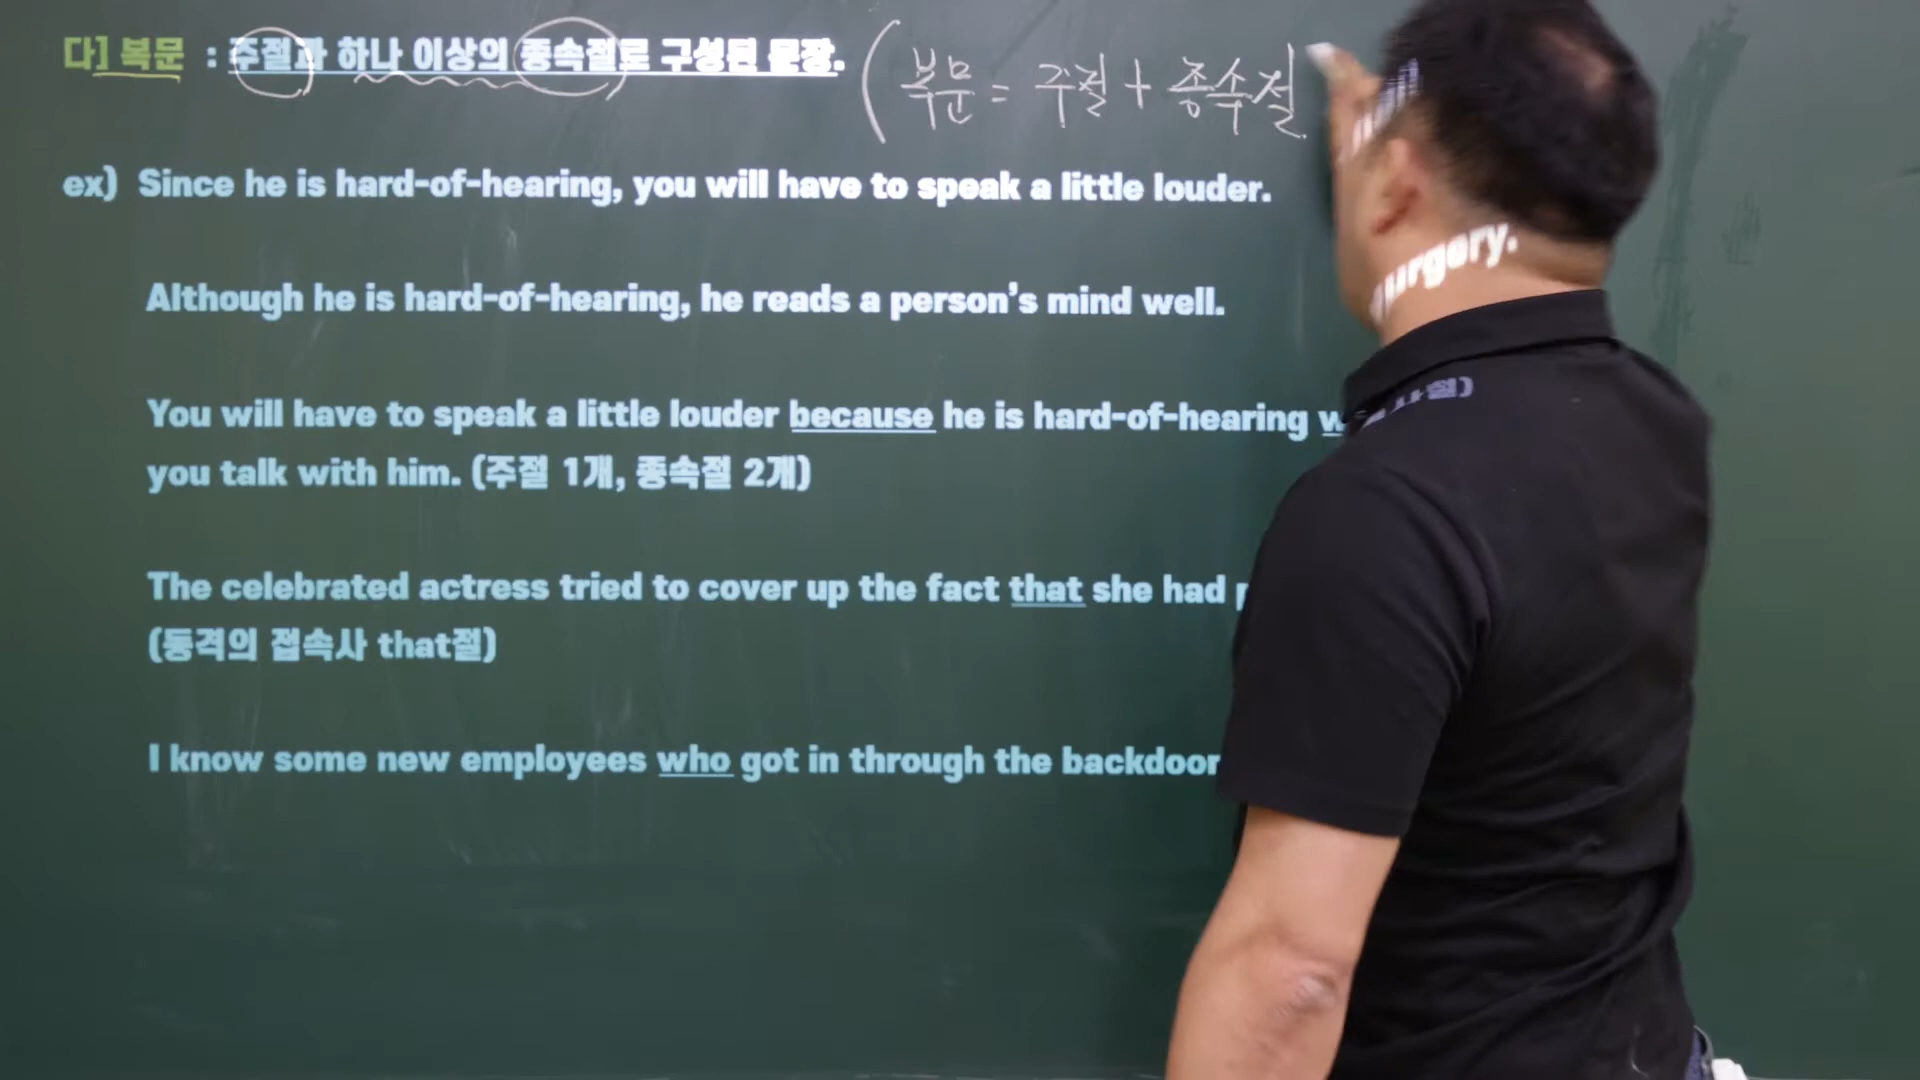 다] 복문 : 주절과 하나 이상의 종속절로 구성된 문장. (복문 = 주절 + 종속절
ex) Since he is hard-of-hearing, you will have to speak a little louder.
Although he is hard-of-hearing, he reads a person's mind well.
You will have to speak a little louder because he is hard-of-hearing
you talk with him. (주절 1개, 종속절 2개)
The celebrated actress tried to cover up the fact that she had
urgery.
(동격의 접속사 that절)
I know some new employees who got in through the backdoor
사절)